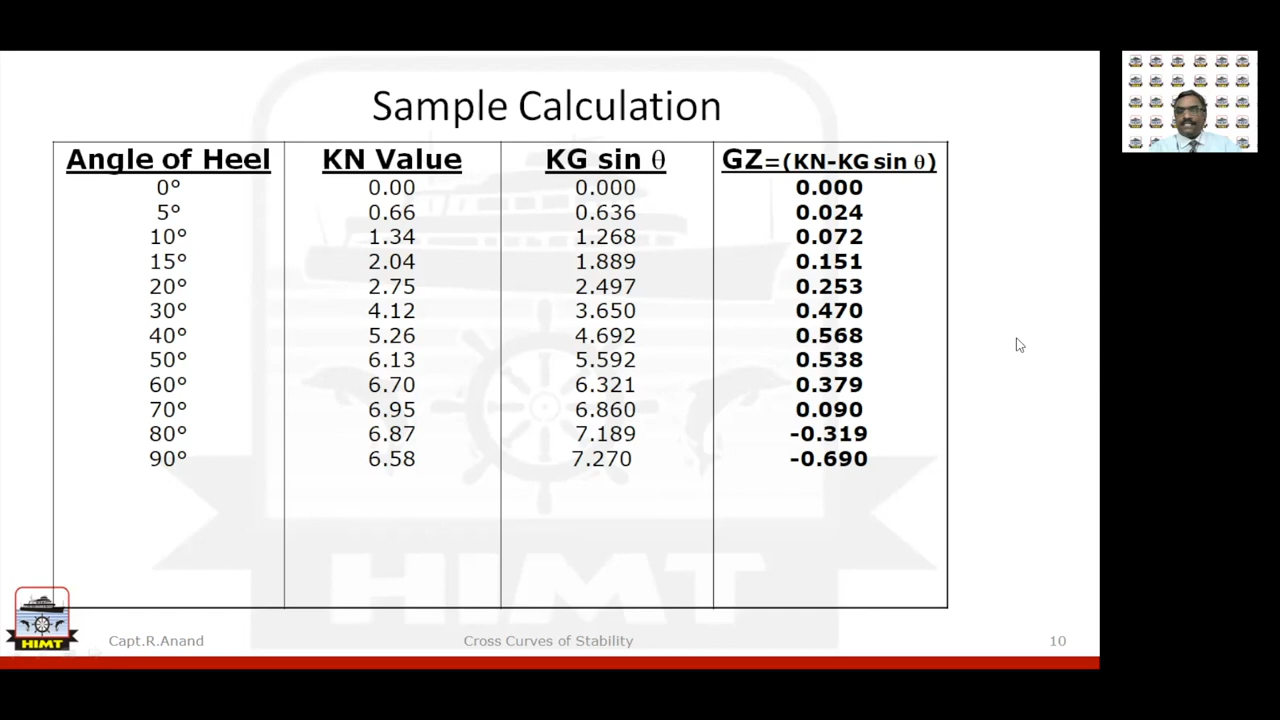 Sample Calculation
Angle of Heel KN Value KG sin θ GZ=(KN-KG sin θ)
0° 0.00 0.000 0.000
5° 0.66 0.636 0.024
10° 1.34 1.268 0.072
15° 2.04 1.889 0.151
20° 2.75 2.497 0.253
30° 4.12 3.650 0.470
40° 5.26 4.692 0.568
50° 6.13 5.592 0.538
60° 6.70 6.321 0.379
70° 6.95 6.860 0.090
80° 6.87 7.189 -0.319
90° 6.58 7.270 -0.690
HIMT
HIMT
Capt.R.Anand Cross Curves of Stability 10